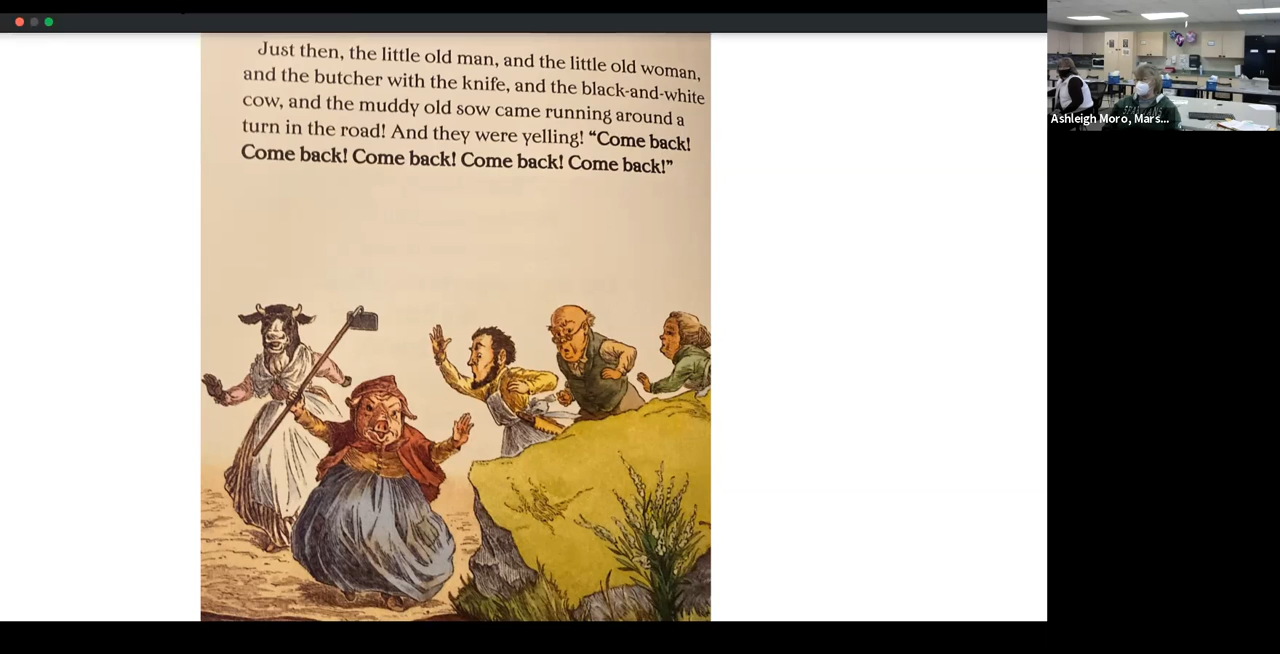 Just then, the little old man, and the little old woman,
and the butcher with the knife, and the black-and-white
cow, and the muddy old sow came running around a
turn in the road! And they were yelling! “Come back!
Come back! Come back! Come back! Come back!”
Ashleigh Moro, Mars...